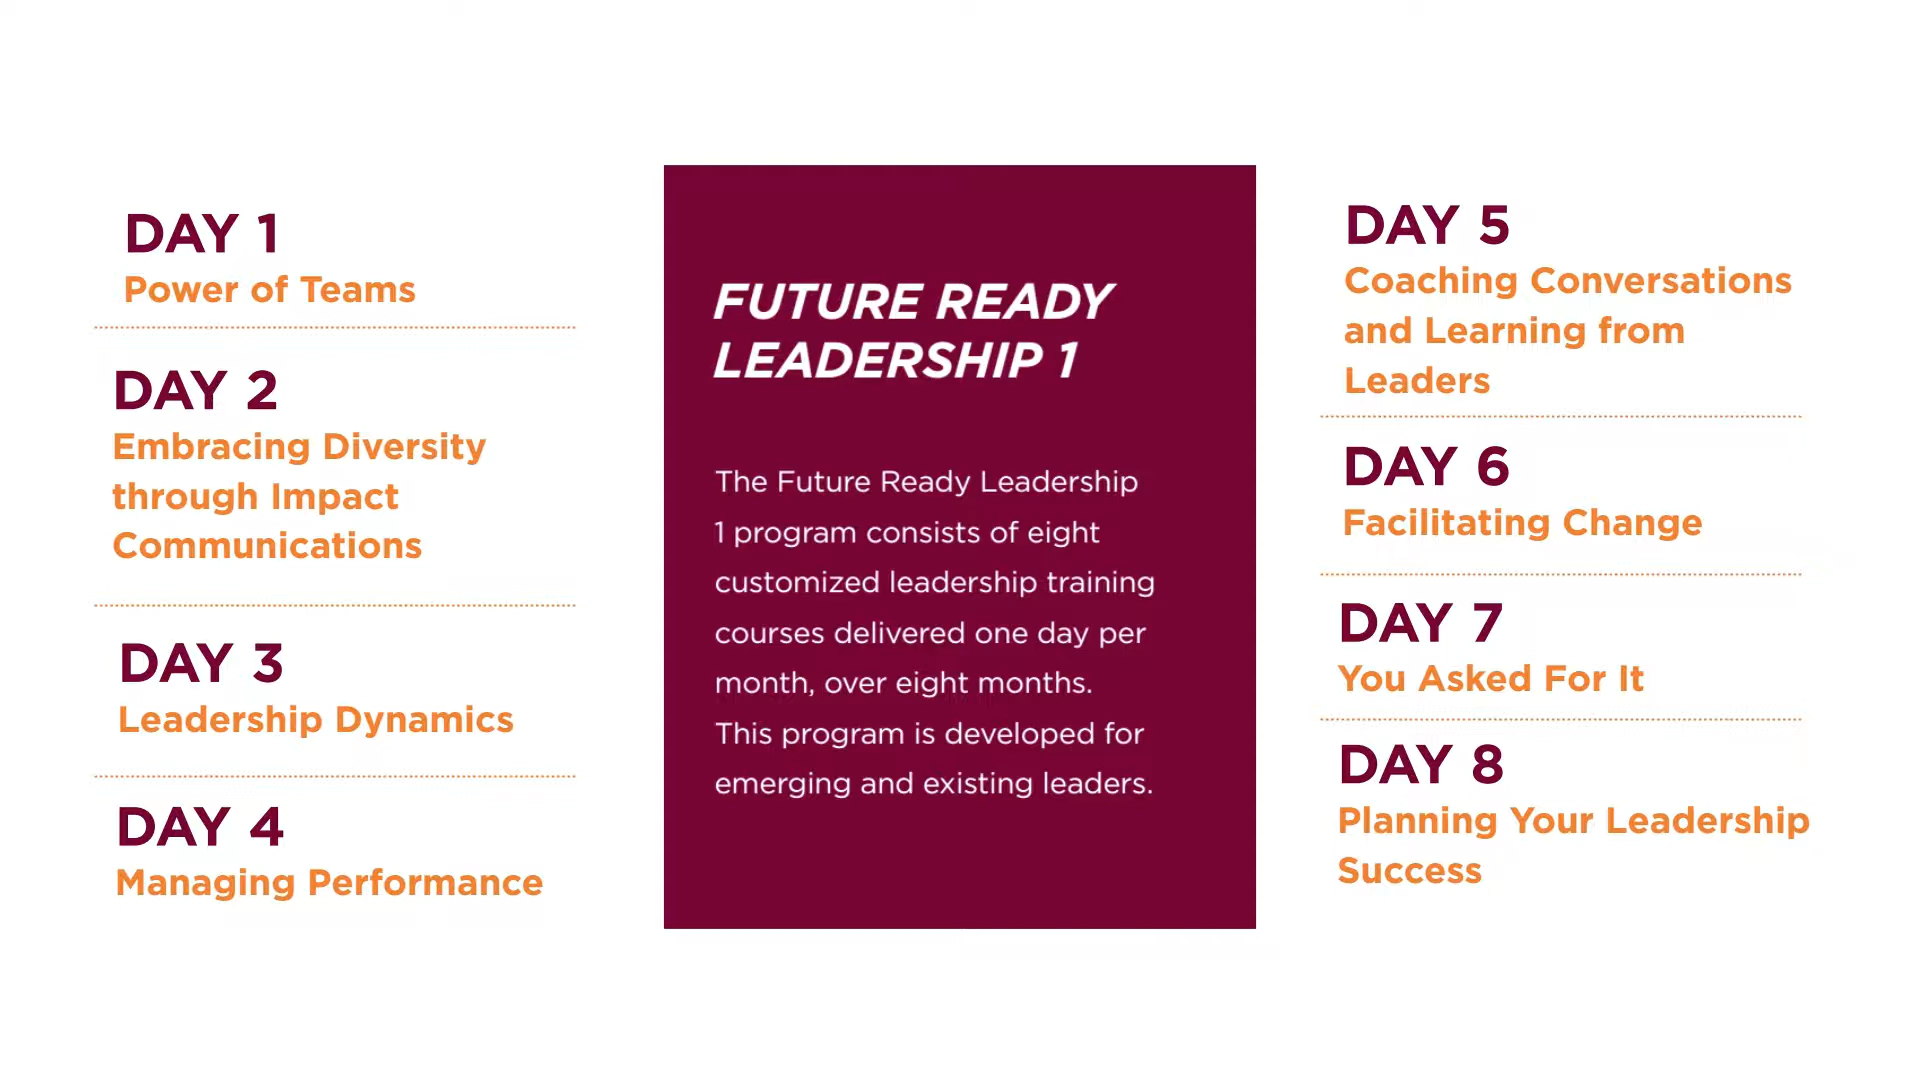 DAY 1
Power of Teams
DAY 2
Embracing Diversity
through Impact
Communications
DAY 3
Leadership Dynamics
DAY 4
Managing Performance
FUTURE READY
LEADERSHIP 1
The Future Ready Leadership
1 program consists of eight
customized leadership training
courses delivered one day per
month, over eight months.
This program is developed for
emerging and existing leaders.
DAY 5
Coaching Conversations
and Learning from
Leaders
DAY 6
Facilitating Change
DAY 7
You Asked For It
DAY 8
Planning Your Leadership
Success